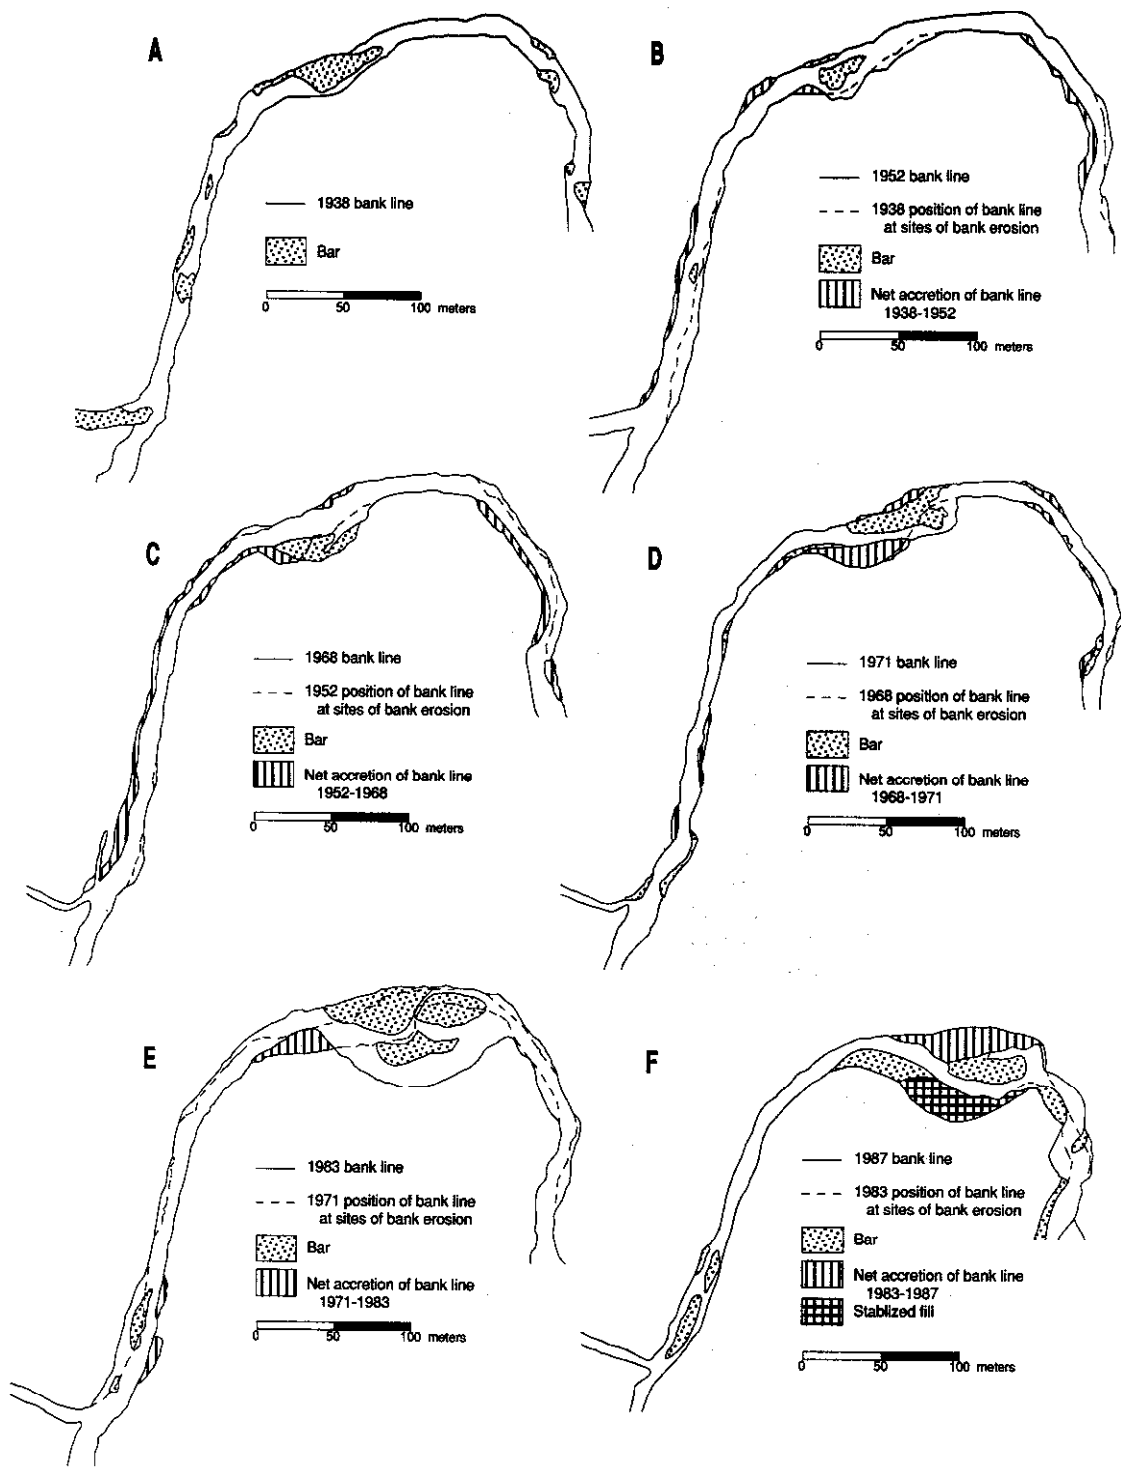 A
1938 bank line
Bar
0 50 100 meters
B
1952 bank line
1938 position of bank line
at sites of bank erosion
Bar
Net accretion of bank line
1938-1952
0 50 100 meters
C
1968 bank line
1952 position of bank line
at sites of bank erosion
Bar
Net accretion of bank line
1952-1968
0 50 100 meters
D
1971 bank line
1968 position of bank line
at sites of bank erosion
Bar
Net accretion of bank line
1968-1971
0 50 100 meters
E
1983 bank line
1971 position of bank line
at sites of bank erosion
Bar
Net accretion of bank line
1971-1983
0 50 100 meters
F
1987 bank line
1983 position of bank line
at sites of bank erosion
Bar
Net accretion of bank line
1983-1987
Stablized fill
0 50 100 meters